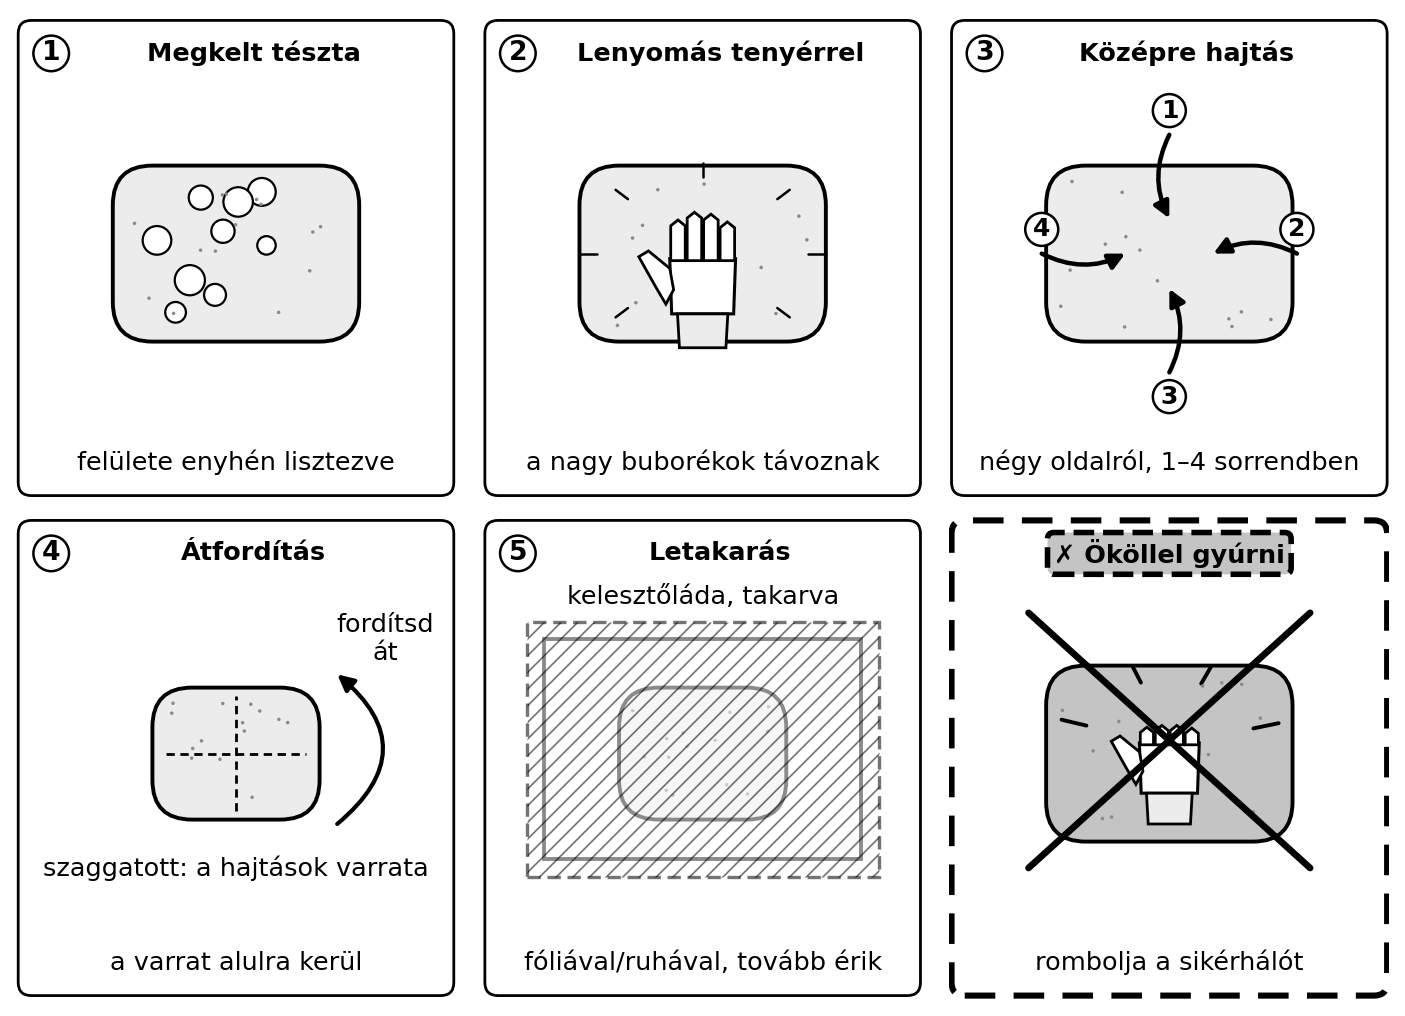 1 Megkelt tészta
felülete enyhén lisztezve
2 Lenyomás tenyérrel
a nagy buborékok távoznak
3 Középre hajtás
1
4
2
3
négy oldalról, 1–4 sorrendben
4 Átfordítás
fordítsd
át
szaggatott: a hajtások varrata
a varrat alulra kerül
5 Letakarás
kelesztőláda, takarva
fóliával/ruhával, tovább érik
✗ Ököllel gyúrni
rombolja a sikérhálót